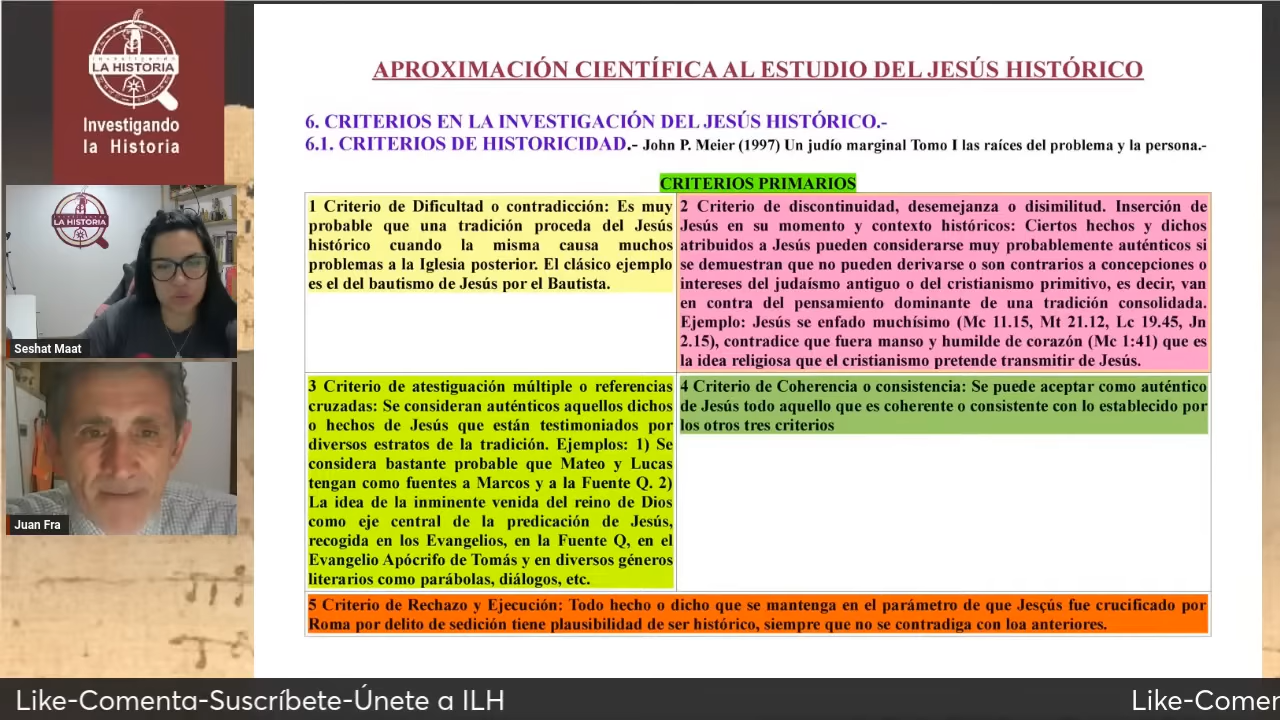 LA HISTORIA
Investigando
la Historia
LA HISTORIA
Seshat Maat
Juan Fra
APROXIMACIÓN CIENTÍFICA AL ESTUDIO DEL JESÚS HISTÓRICO
6. CRITERIOS EN LA INVESTIGACIÓN DEL JESÚS HISTÓRICO.-
6.1. CRITERIOS DE HISTORICIDAD.- John P. Meier (1997) Un judío marginal Tomo I las raíces del problema y la persona.-
CRITERIOS PRIMARIOS
1 Criterio de Dificultad o contradicción: Es muy
probable que una tradición proceda del Jesús
histórico cuando la misma causa muchos
problemas a la Iglesia posterior. El clásico ejemplo
es el del bautismo de Jesús por el Bautista.
2 Criterio de discontinuidad, desemejanza o disimilitud. Inserción de
Jesús en su momento y contexto históricos: Ciertos hechos y dichos
atribuidos a Jesús pueden considerarse muy probablemente auténticos si
se demuestran que no pueden derivarse o son contrarios a concepciones o
intereses del judaísmo antiguo o del cristianismo primitivo, es decir, van
en contra del pensamiento dominante de una tradición consolidada.
Ejemplo: Jesús se enfado muchísimo (Mc 11.15, Mt 21.12, Lc 19.45, Jn
2.15), contradice que fuera manso y humilde de corazón (Mc 1:41) que es
la idea religiosa que el cristianismo pretende transmitir de Jesús.
3 Criterio de atestiguación múltiple o referencias
cruzadas: Se consideran auténticos aquellos dichos
o hechos de Jesús que están testimoniados por
diversos estratos de la tradición. Ejemplos: 1) Se
considera bastante probable que Mateo y Lucas
tengan como fuentes a Marcos y a la Fuente Q. 2)
La idea de la inminente venida del reino de Dios
como eje central de la predicación de Jesús,
recogida en los Evangelios, en la Fuente Q, en el
Evangelio Apócrifo de Tomás y en diversos géneros
literarios como parábolas, diálogos, etc.
4 Criterio de Coherencia o consistencia: Se puede aceptar como auténtico
de Jesús todo aquello que es coherente o consistente con lo establecido por
los otros tres criterios
5 Criterio de Rechazo y Ejecución: Todo hecho o dicho que se mantenga en el parámetro de que Jesçús fue crucificado por
Roma por delito de sedición tiene plausibilidad de ser histórico, siempre que no se contradiga con loa anteriores.
Like-Comenta-Suscríbete-Únete a ILH
Like-Comer